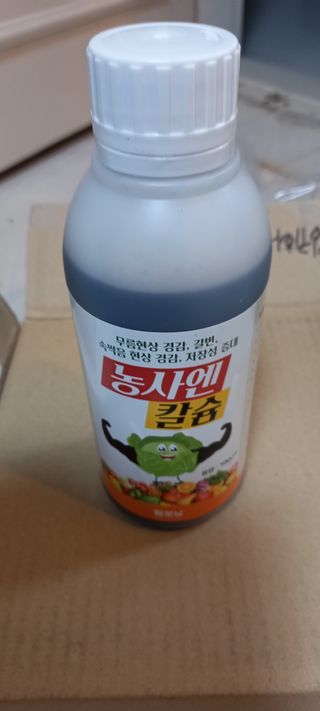 무름현상 경감, 길변,
속썩음 현상 경감, 저장성 증대
농사엔
칼슘